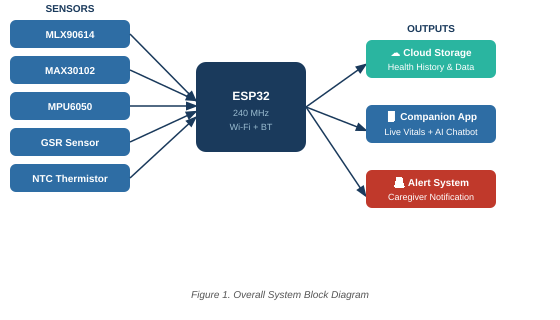 SENSORS
MLX90614
MAX30102
MPU6050
GSR Sensor
NTC Thermistor
ESP32
240 MHz
Wi-Fi + BT
OUTPUTS
☁ Cloud Storage
Health History & Data
Companion App
Live Vitals + AI Chatbot
Alert System
Caregiver Notification
Figure 1. Overall System Block Diagram